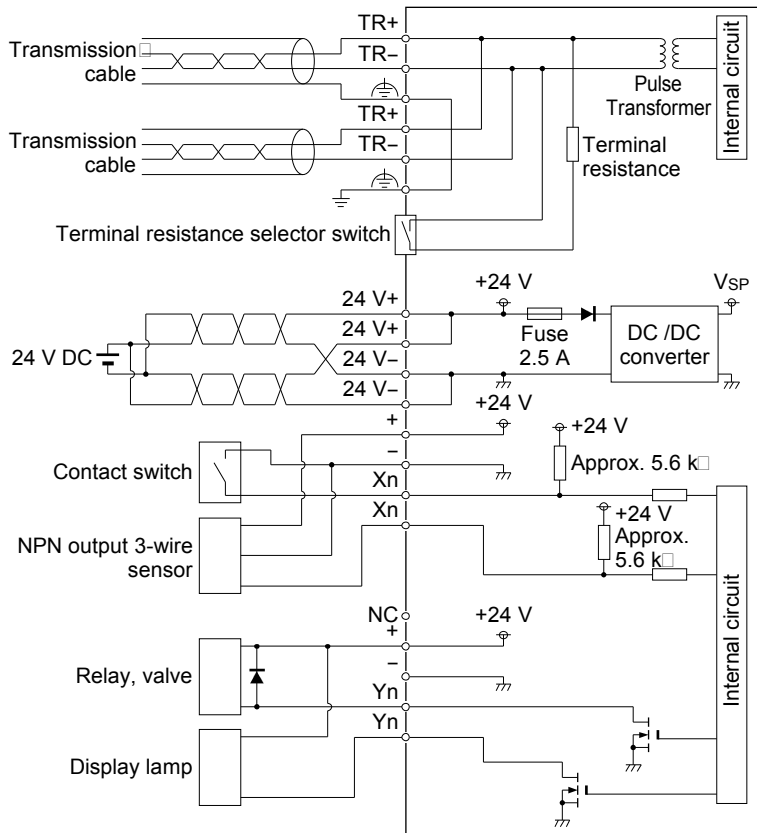 TR+
Transmission□
cable
TR−
Pulse
Transformer
Internal circuit
TR+
Transmission
cable
TR−
Terminal
resistance
Terminal resistance selector switch
24 V+
+24 V
VSP
24 V+
24 V DC
24 V−
Fuse
2.5 A
DC /DC
converter
24 V−
+
+24 V
−
+24 V
Contact switch
Approx. 5.6 k□
Xn
Xn
+24 V
Approx.
5.6 k□
NPN output 3-wire
sensor
NC
+
+24 V
Relay, valve
−
Yn
Yn
Display lamp
Internal circuit